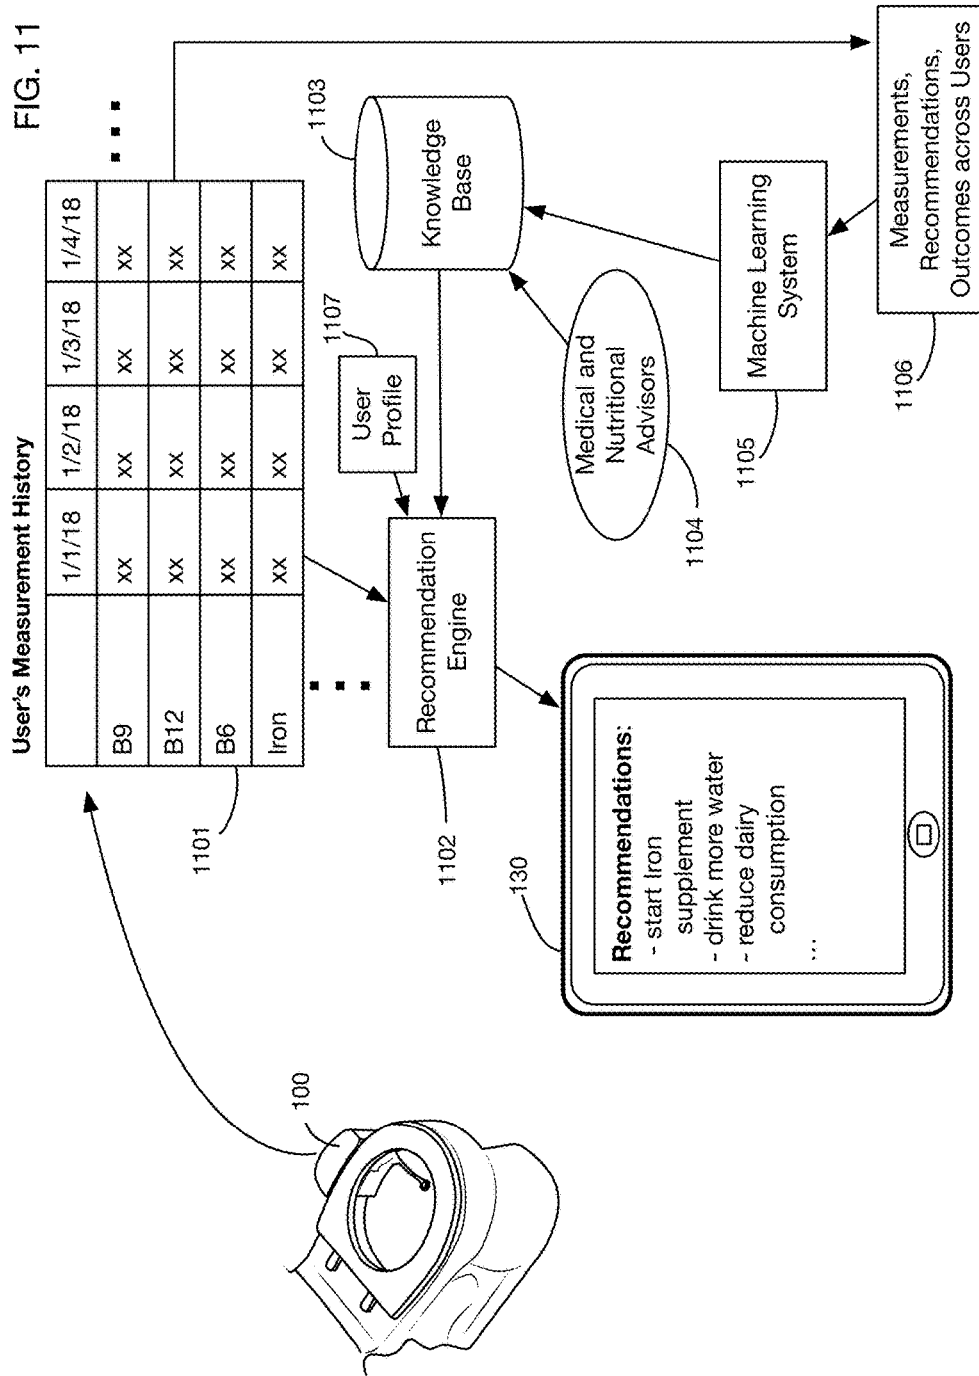 FIG. 11
User's Measurement History
1/1/18 1/2/18 1/3/18 1/4/18
B9 xx xx xx xx
B12 xx xx xx xx
B6 xx xx xx xx
Iron xx xx xx xx
1101
100
User
Profile
1107
Recommendation
Engine
1102
Knowledge
Base
1103
Medical and
Nutritional
Advisors
1104
Machine Learning
System
1105
Measurements,
Recommendations,
Outcomes across Users
1106
130
Recommendations:
- start Iron
supplement
- drink more water
- reduce dairy
consumption
...